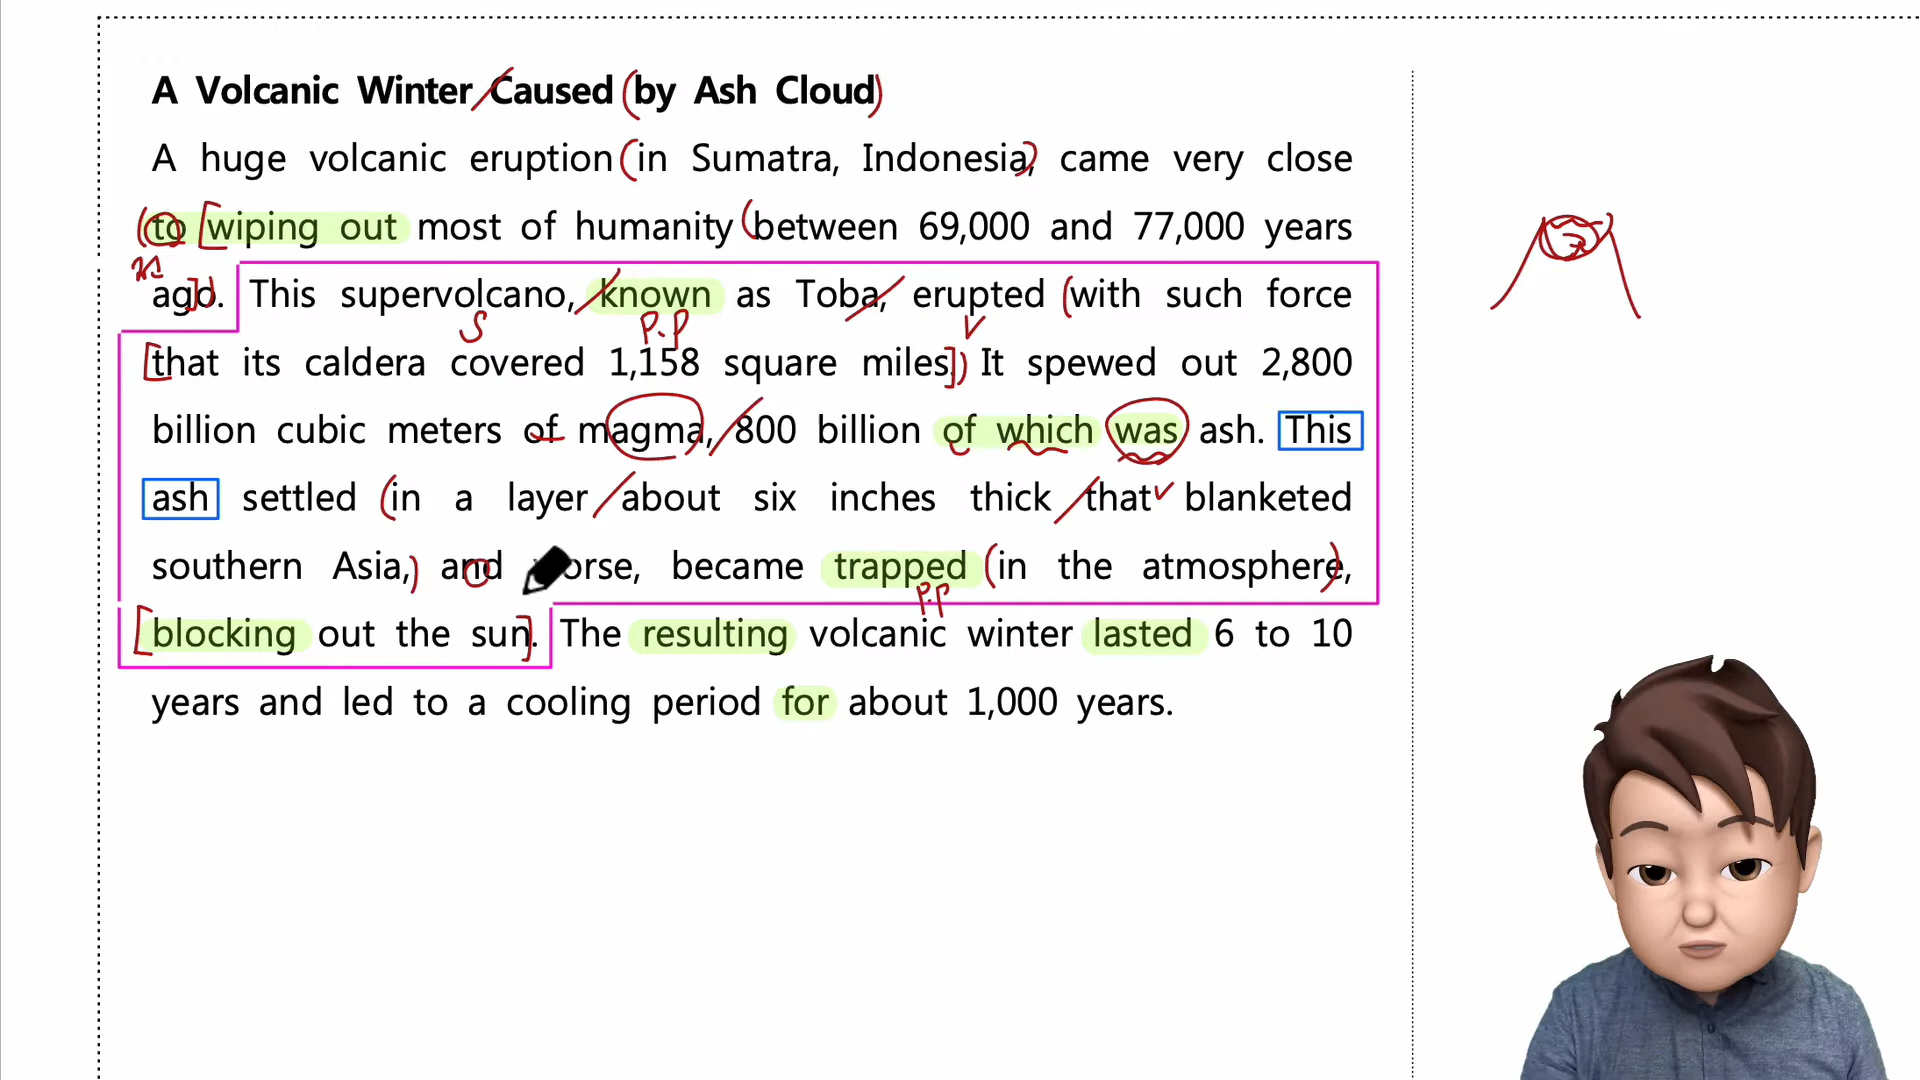 A Volcanic Winter Caused by Ash Cloud
A huge volcanic eruption in Sumatra, Indonesia, came very close
to wiping out most of humanity between 69,000 and 77,000 years
ago. This supervolcano, known as Toba, erupted with such force
S P.P V
that its caldera covered 1,158 square miles. It spewed out 2,800
billion cubic meters of magma, 800 billion of which was ash. This
ash settled in a layer about six inches thick that blanketed
southern Asia, and worse, became trapped in the atmosphere,
P.P
blocking out the sun. The resulting volcanic winter lasted 6 to 10
years and led to a cooling period for about 1,000 years.